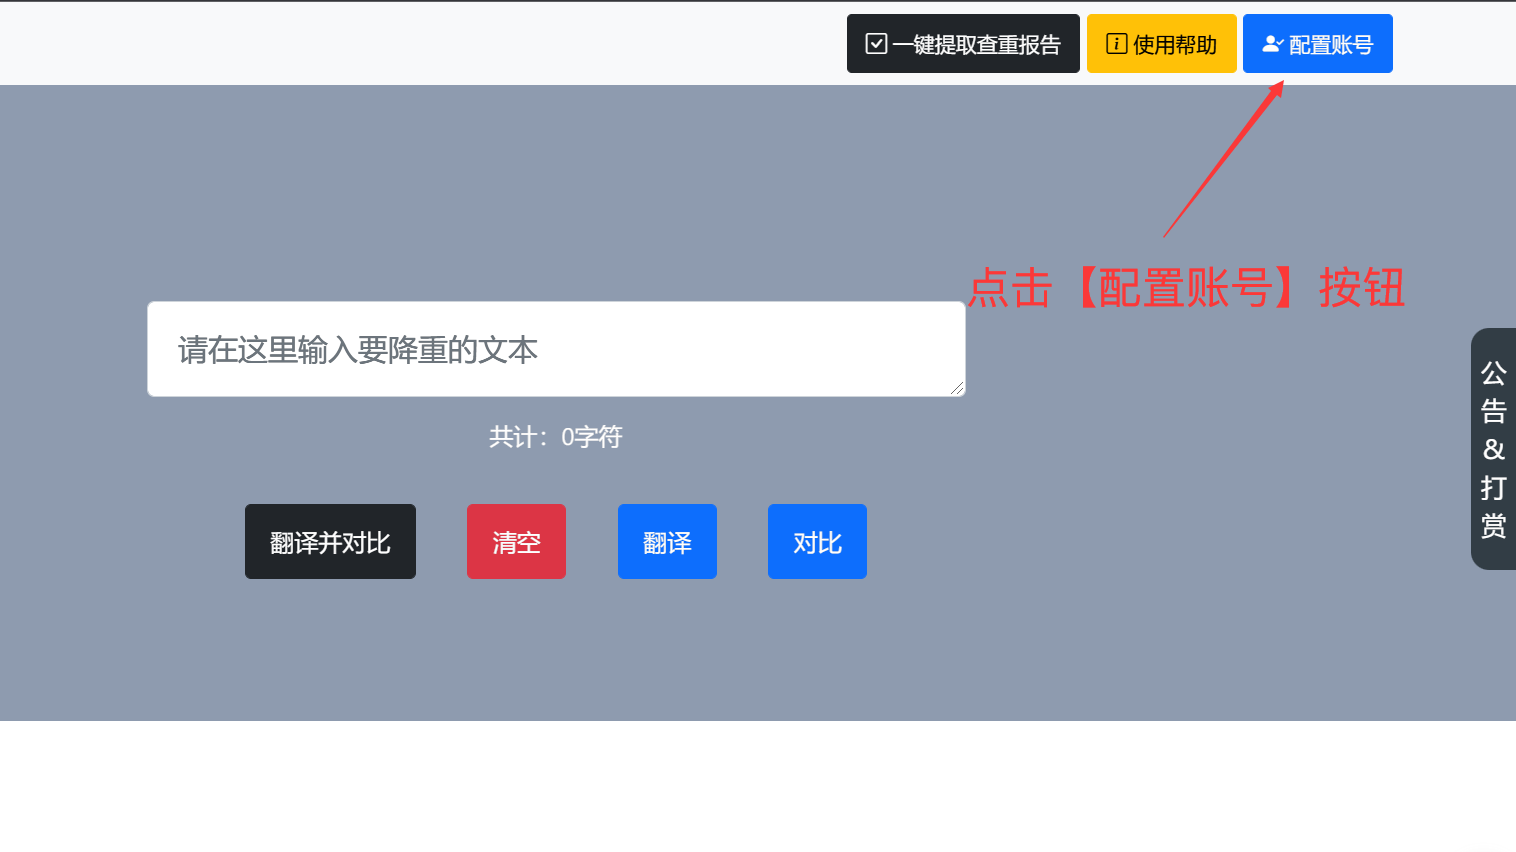 一键提取查重报告
使用帮助
配置账号
点击【配置账号】按钮
请在这里输入要降重的文本
共计：0字符
翻译并对比
清空
翻译
对比
公
告
&
打
赏